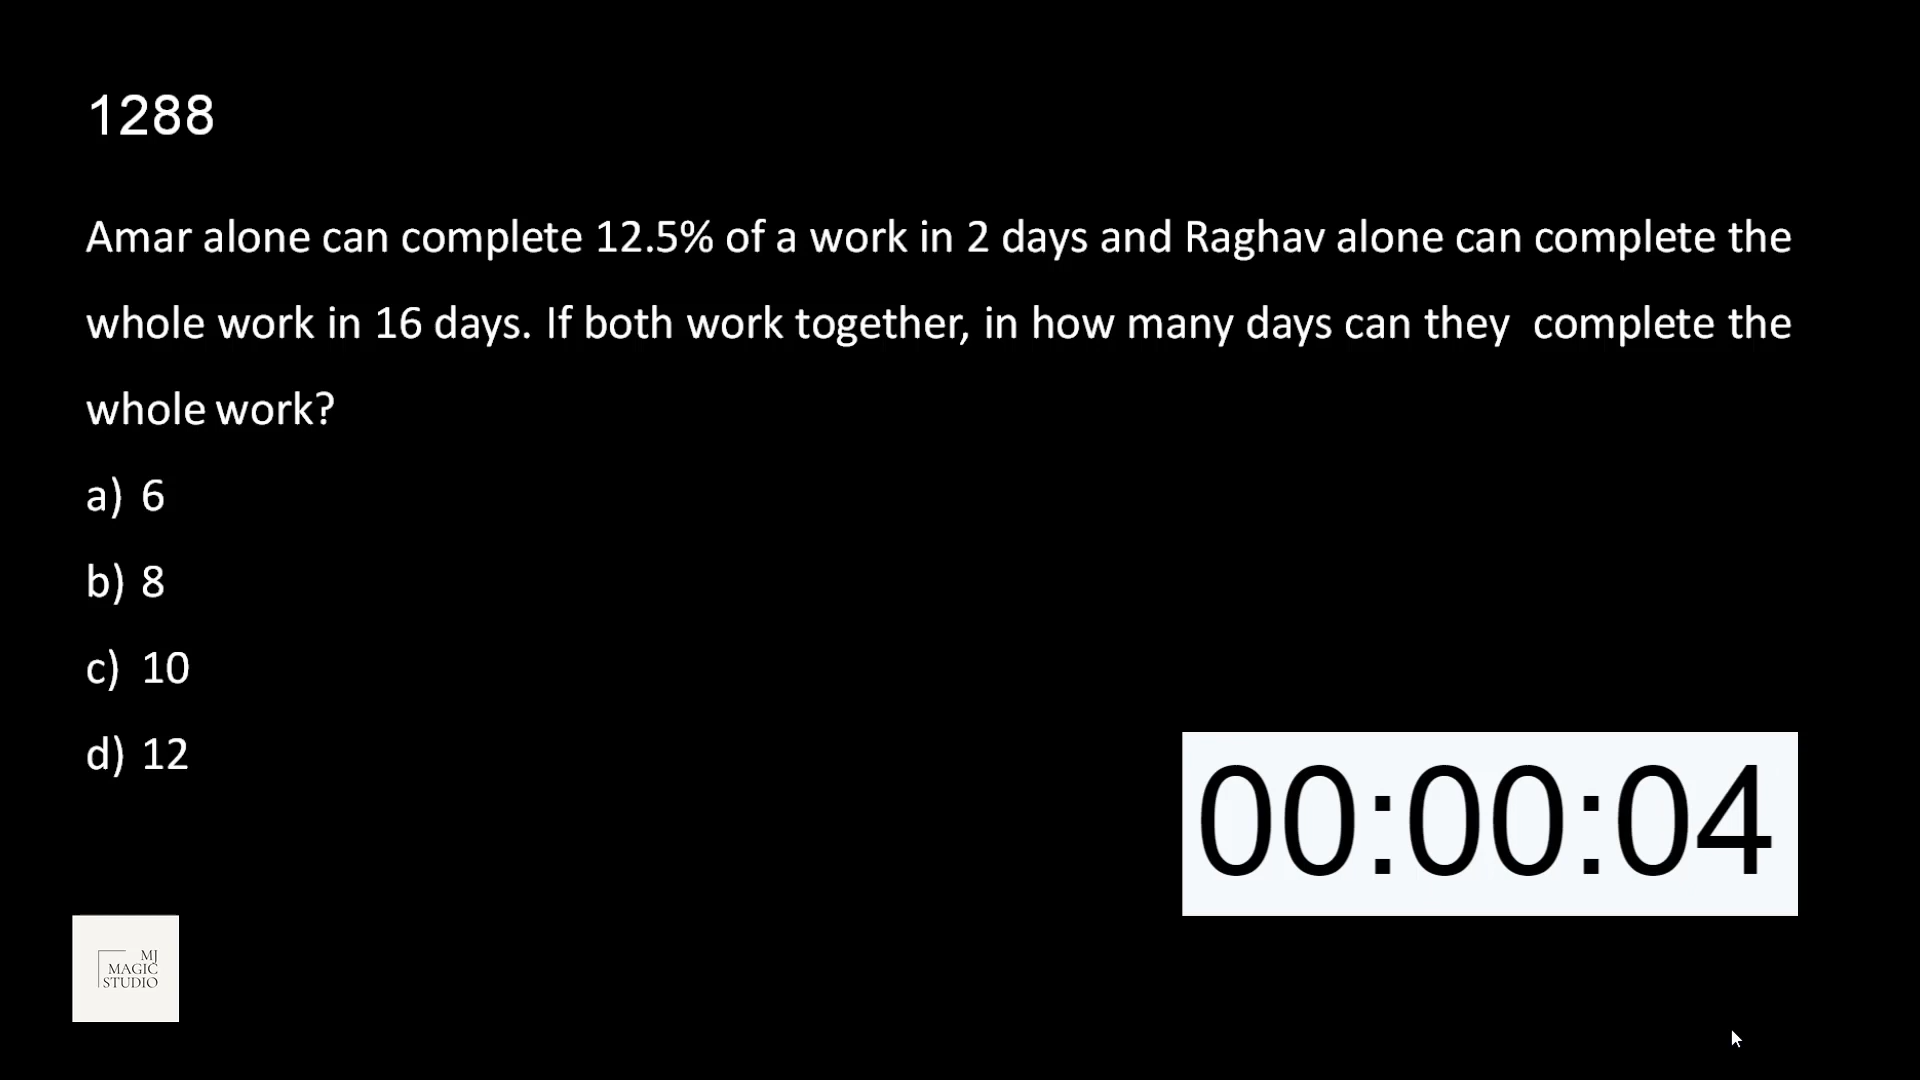 1288
Amar alone can complete 12.5% of a work in 2 days and Raghav alone can complete the
whole work in 16 days. If both work together, in how many days can they complete the
whole work?
a) 6
b) 8
c) 10
d) 12
00:00:04
MJ
MAGIC
STUDIO